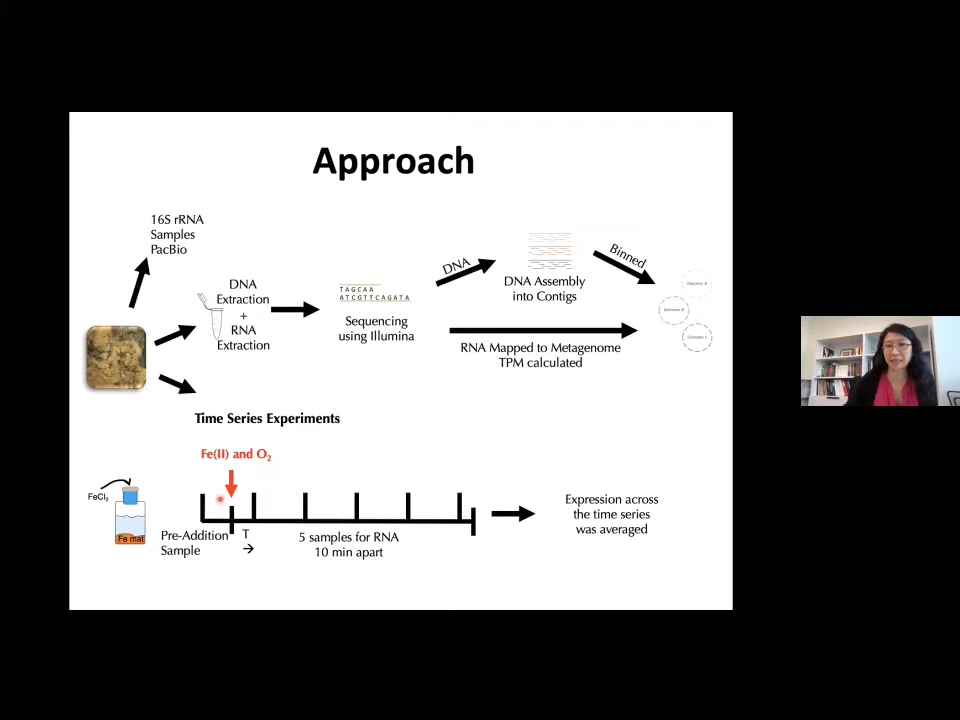 Approach
16S rRNA
Samples
PacBio
DNA
Extraction
+
RNA
Extraction
TAGCAA
ATCGTTCAGATA
Sequencing
using Illumina
DNA
DNA Assembly
into Contigs
Binned
Genome A
Genome B
Genome C
RNA Mapped to Metagenome
TPM calculated
Time Series Experiments
Fe(II) and O₂
FeCl₂
Fe mat
Pre-Addition
Sample
T
→
5 samples for RNA
10 min apart
Expression across
the time series
was averaged